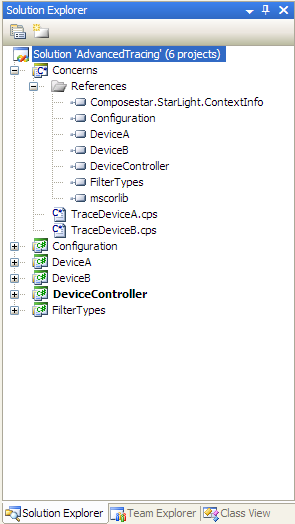 Solution Explorer
Solution 'AdvancedTracing' (6 projects)
Concerns
References
Composestar.StarLight.ContextInfo
Configuration
DeviceA
DeviceB
DeviceController
FilterTypes
mscorlib
TraceDeviceA.cps
TraceDeviceB.cps
Configuration
DeviceA
DeviceB
DeviceController
FilterTypes
Solution Explorer Team Explorer Class View